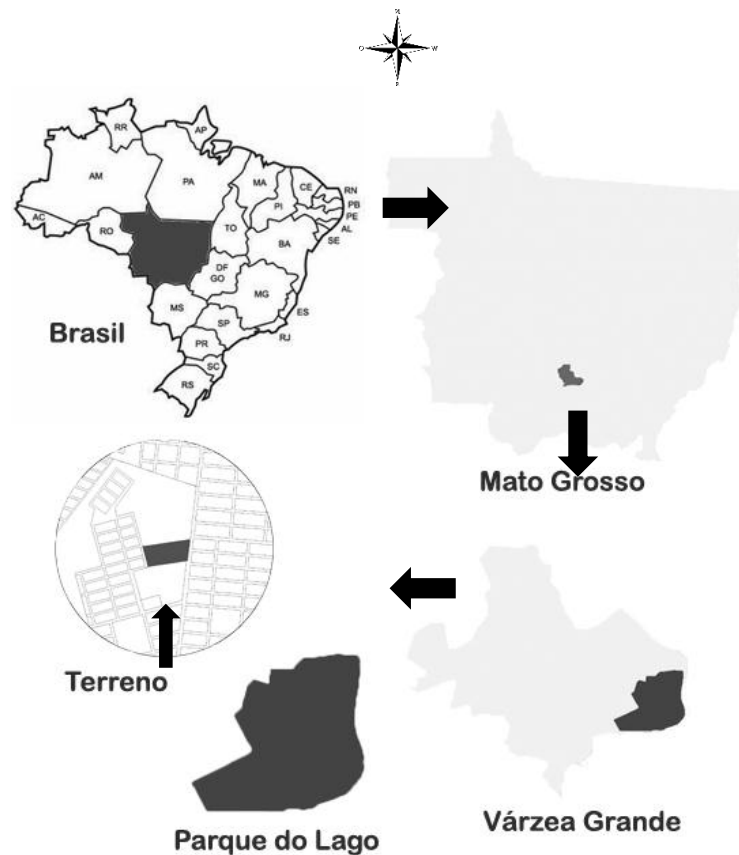 N
O
W
RR
AP
AM
PA
MA
CE
RN
PI
PB
PE
AC
AL
RO
TO
SE
BA
DF
GO
MG
MS
ES
SP
RJ
PR
SC
RS
Brasil
Mato Grosso
Terreno
Várzea Grande
Parque do Lago